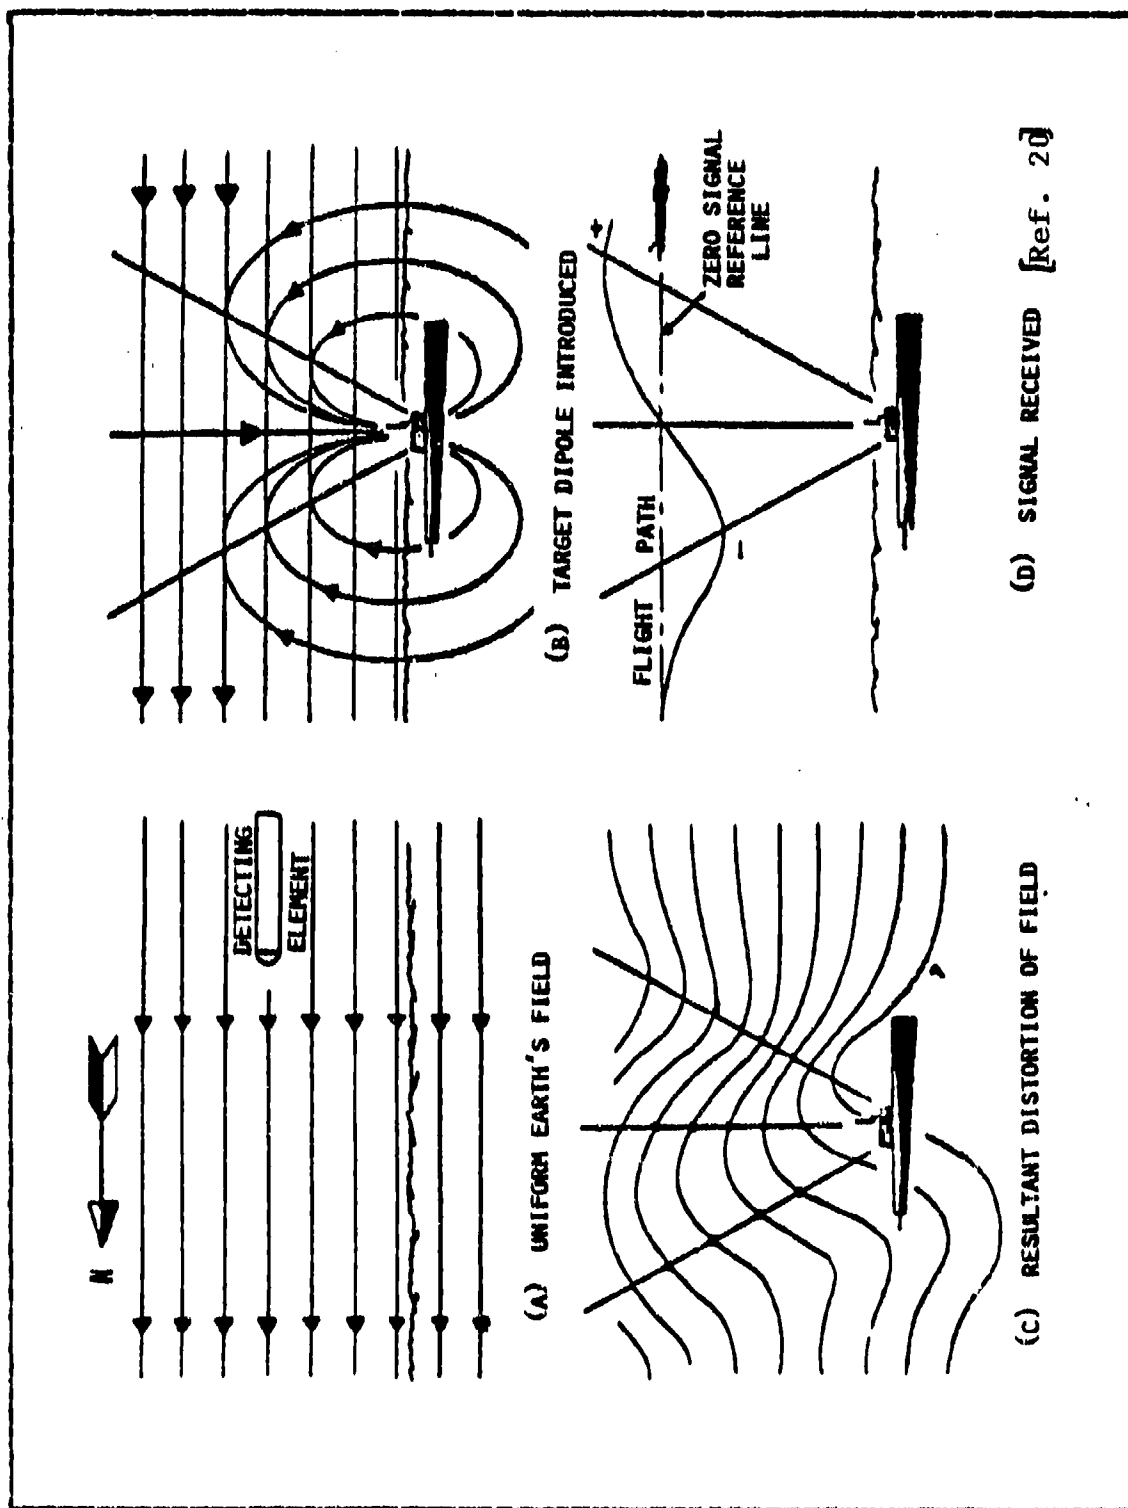 N
DETECTING
ELEMENT
(A) UNIFORM EARTH'S FIELD
(B) TARGET DIPOLE INTRODUCED
(C) RESULTANT DISTORTION OF FIELD
FLIGHT PATH
+
-
ZERO SIGNAL
REFERENCE
LINE
(D) SIGNAL RECEIVED [Ref. 20]